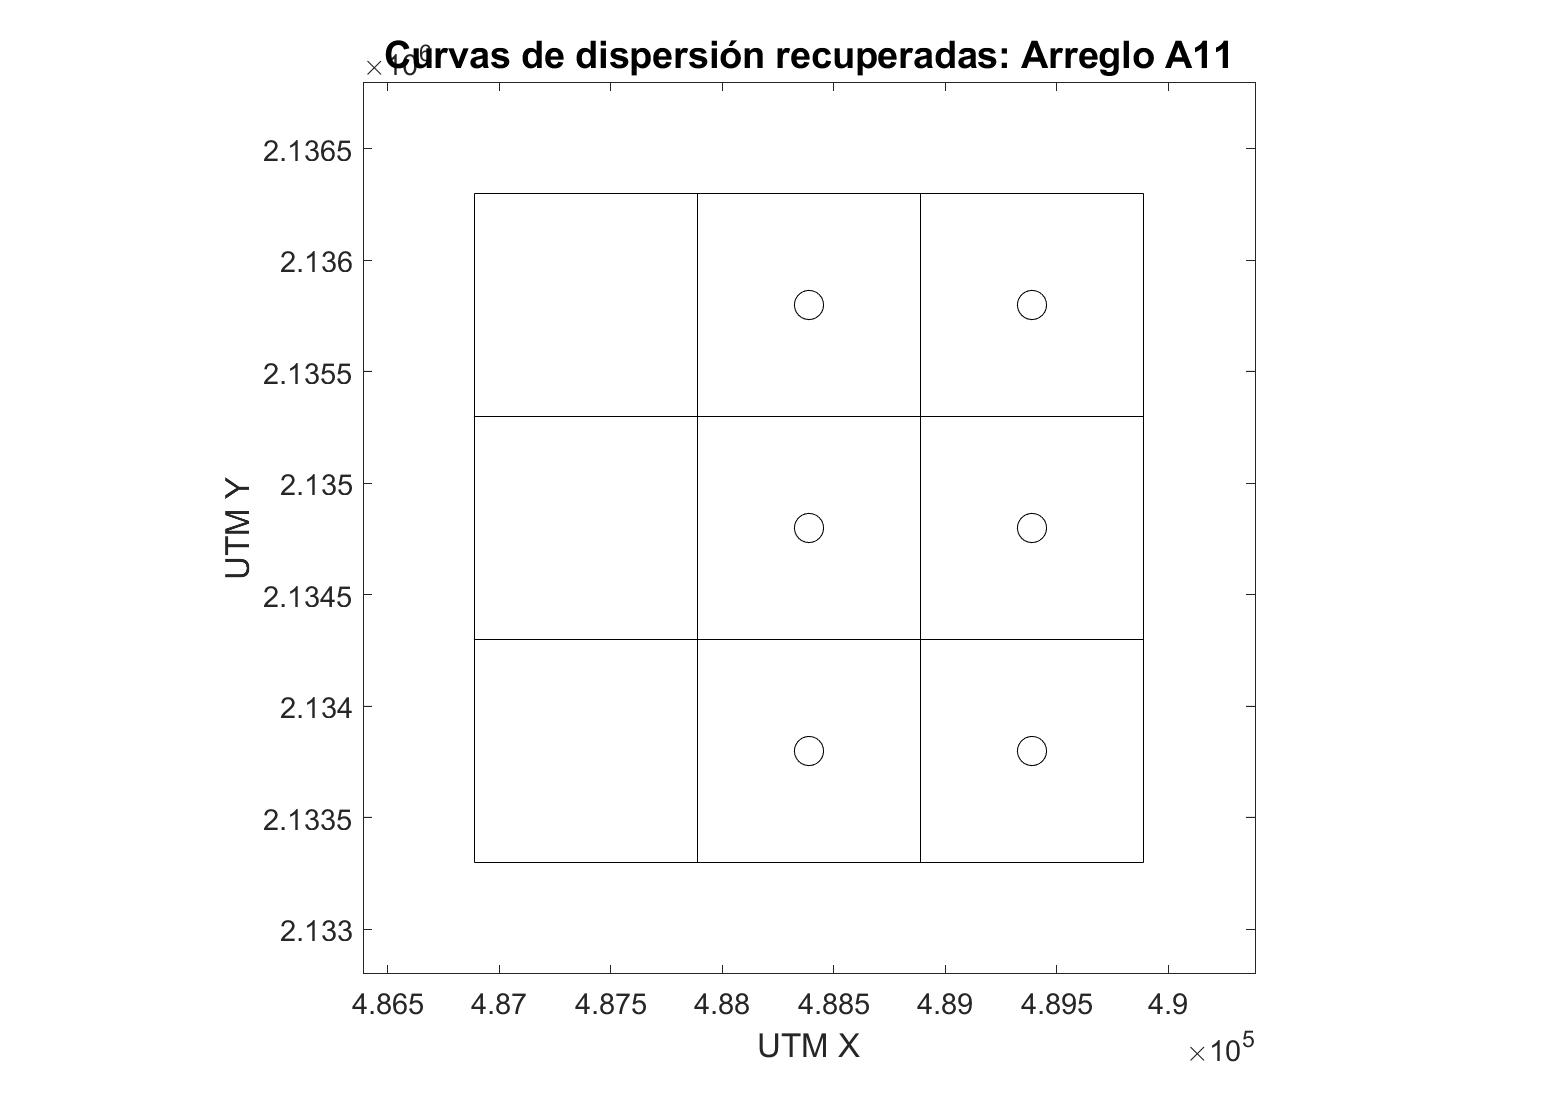 Curvas de dispersión recuperadas: Arreglo A11
×10⁶
2.1365
2.136
2.1355
2.135
2.1345
2.134
2.1335
2.133
UTM Y
4.865 4.87 4.875 4.88 4.885 4.89 4.895 4.9
UTM X
×10⁵